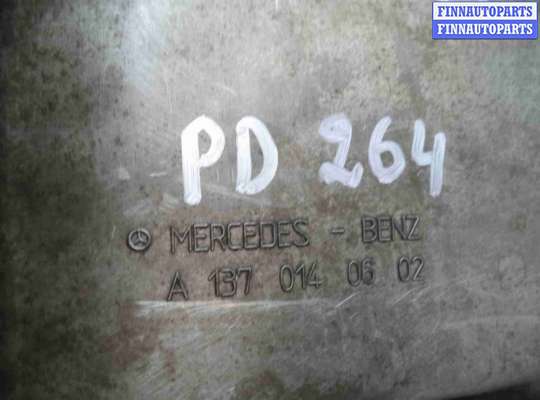 FINNAUTOPARTS
FINNAUTOPARTS
PD 264
MERCEDES - BENZ
A 137 014 06 02